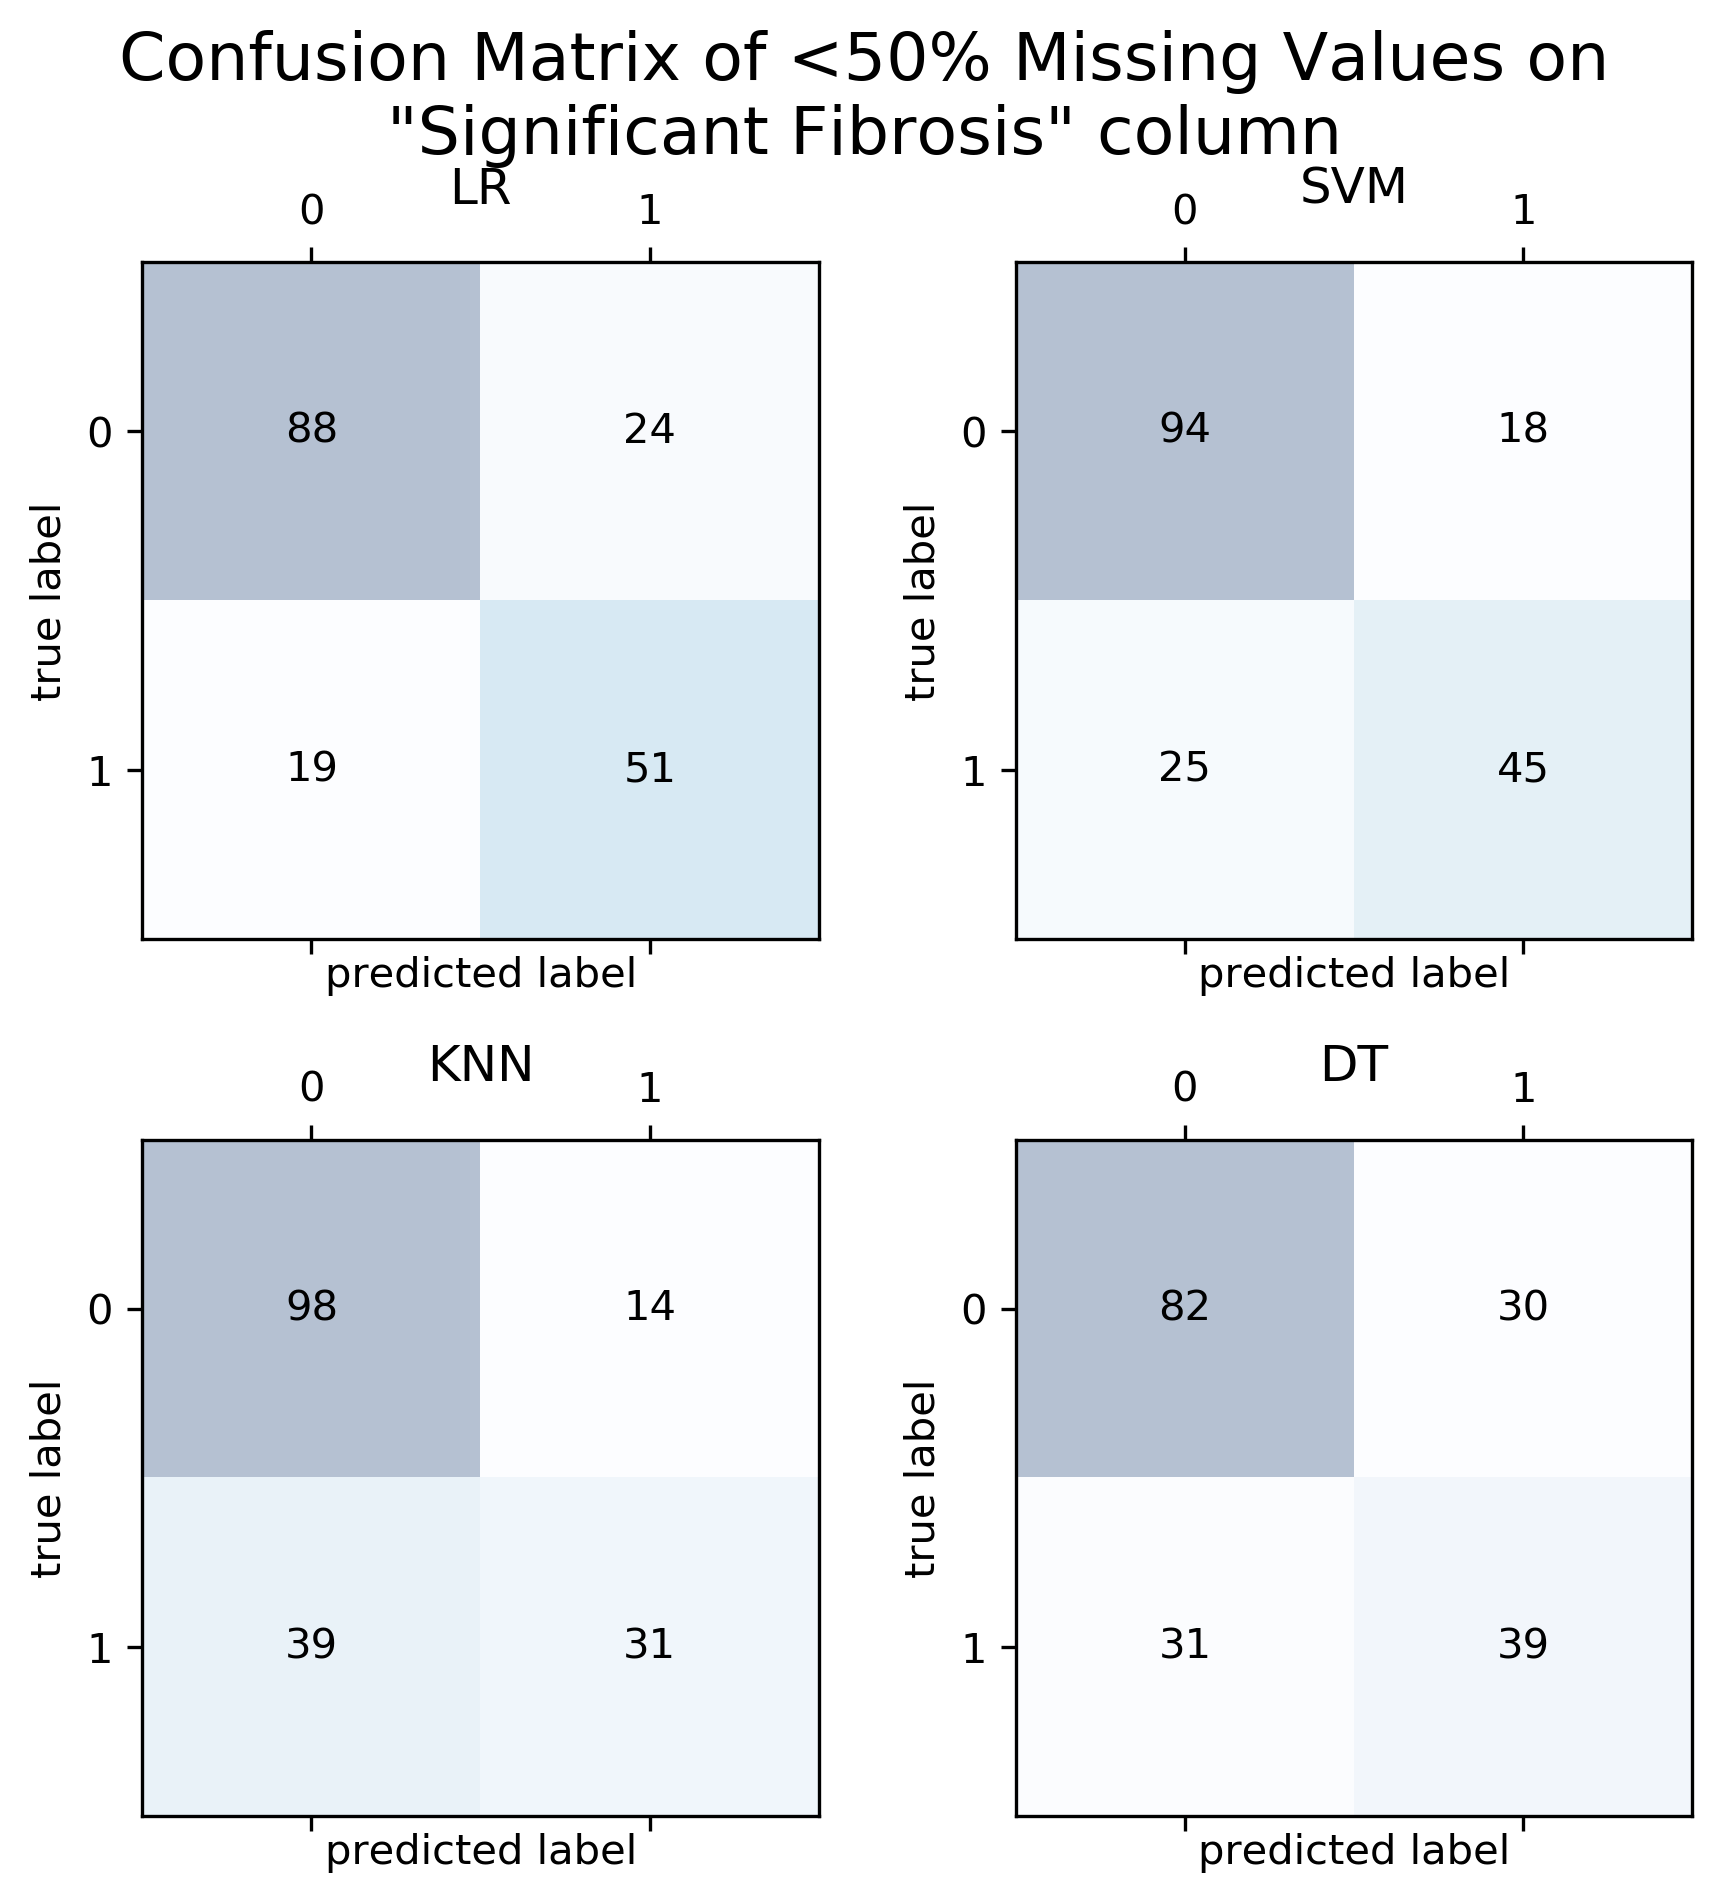 Confusion Matrix of <50% Missing Values on
"Significant Fibrosis" column
LR
0 1
true label
0 88 24
1 19 51
predicted label
SVM
0 1
true label
0 94 18
1 25 45
predicted label
KNN
0 1
true label
0 98 14
1 39 31
predicted label
DT
0 1
true label
0 82 30
1 31 39
predicted label